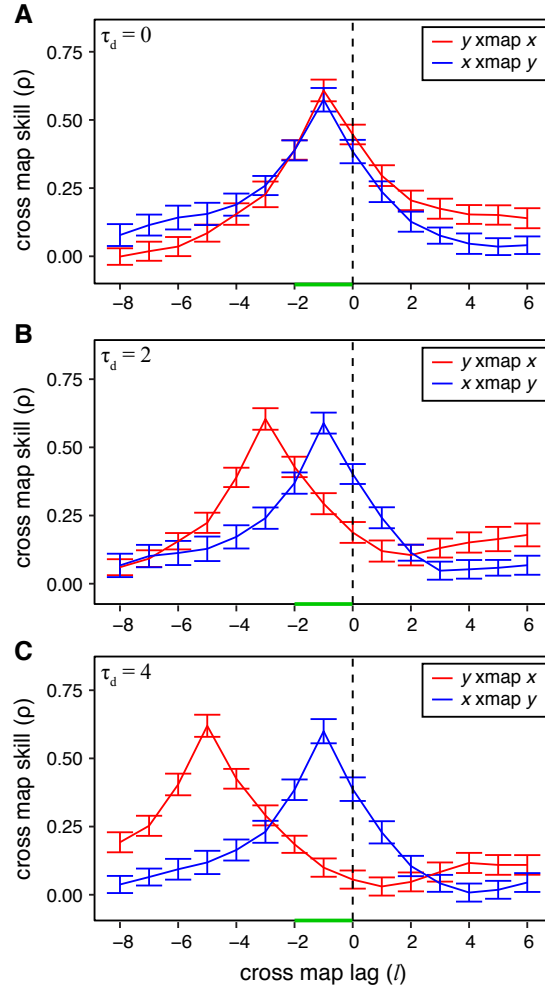 A
τd = 0
y xmap x
x xmap y
cross map skill (ρ)
0.75
0.50
0.25
0.00
−8 −6 −4 −2 0 2 4 6
B
τd = 2
y xmap x
x xmap y
cross map skill (ρ)
0.75
0.50
0.25
0.00
−8 −6 −4 −2 0 2 4 6
C
τd = 4
y xmap x
x xmap y
cross map skill (ρ)
0.75
0.50
0.25
0.00
−8 −6 −4 −2 0 2 4 6
cross map lag (l)